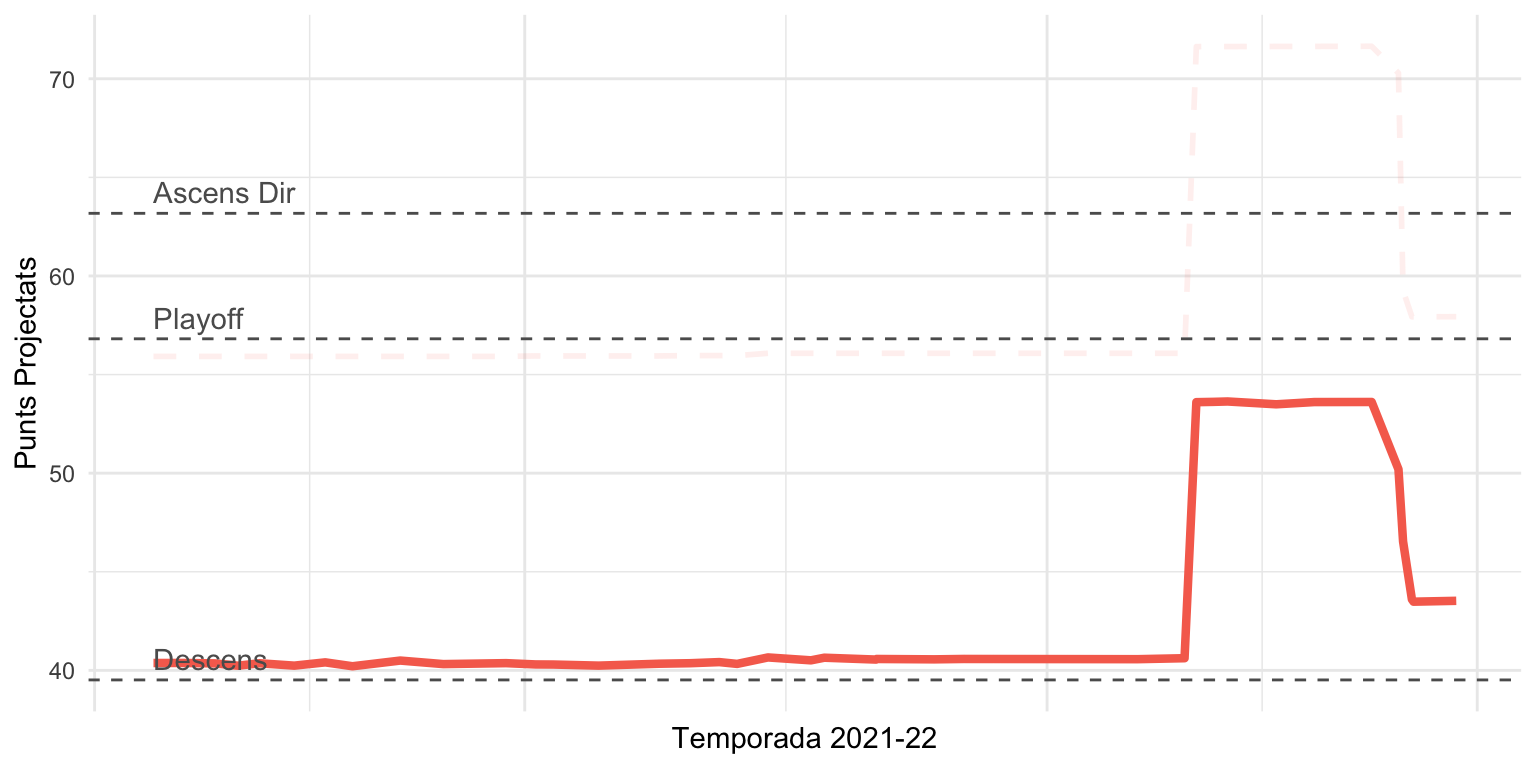 70
Ascens Dir
60
Playoff
Punts Projectats
50
Descens
40
Temporada 2021-22